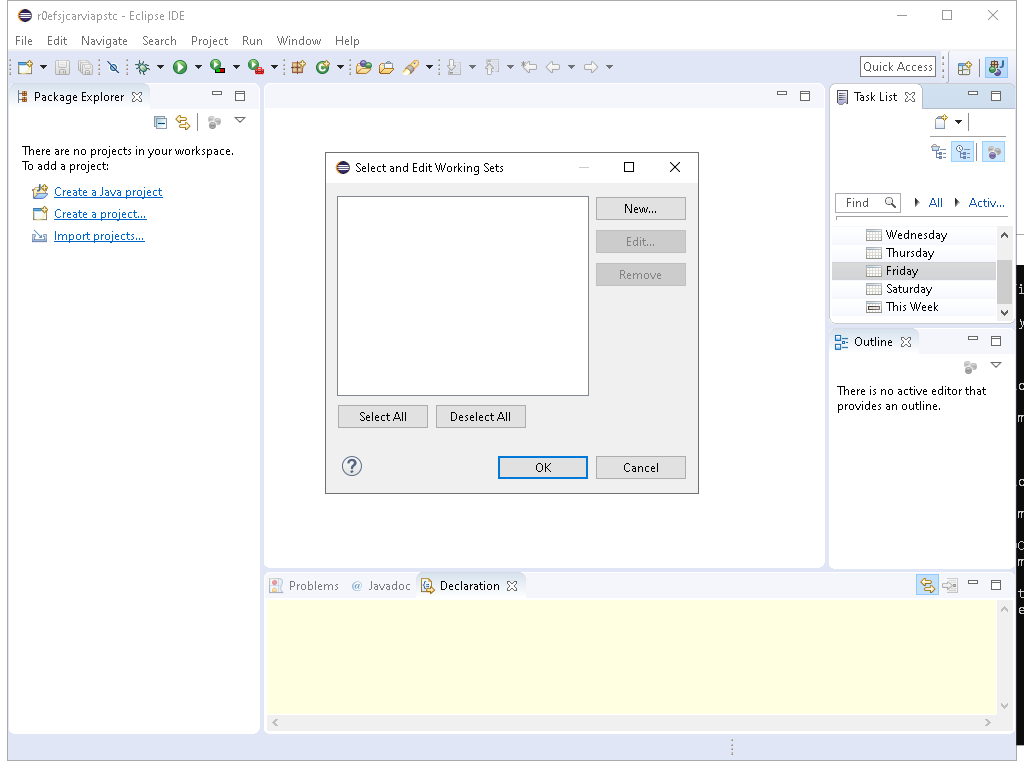 r0efsjcarviapstc - Eclipse IDE
File Edit Navigate Search Project Run Window Help
Quick Access
Package Explorer
Task List
There are no projects in your workspace.
To add a project:
Create a Java project
Create a project...
Import projects...
Select and Edit Working Sets
New...
Edit...
Remove
Select All
Deselect All
OK
Cancel
Find
All
Activ...
Wednesday
Thursday
Friday
Saturday
This Week
Outline
There is no active editor that
provides an outline.
Problems
@ Javadoc
Declaration